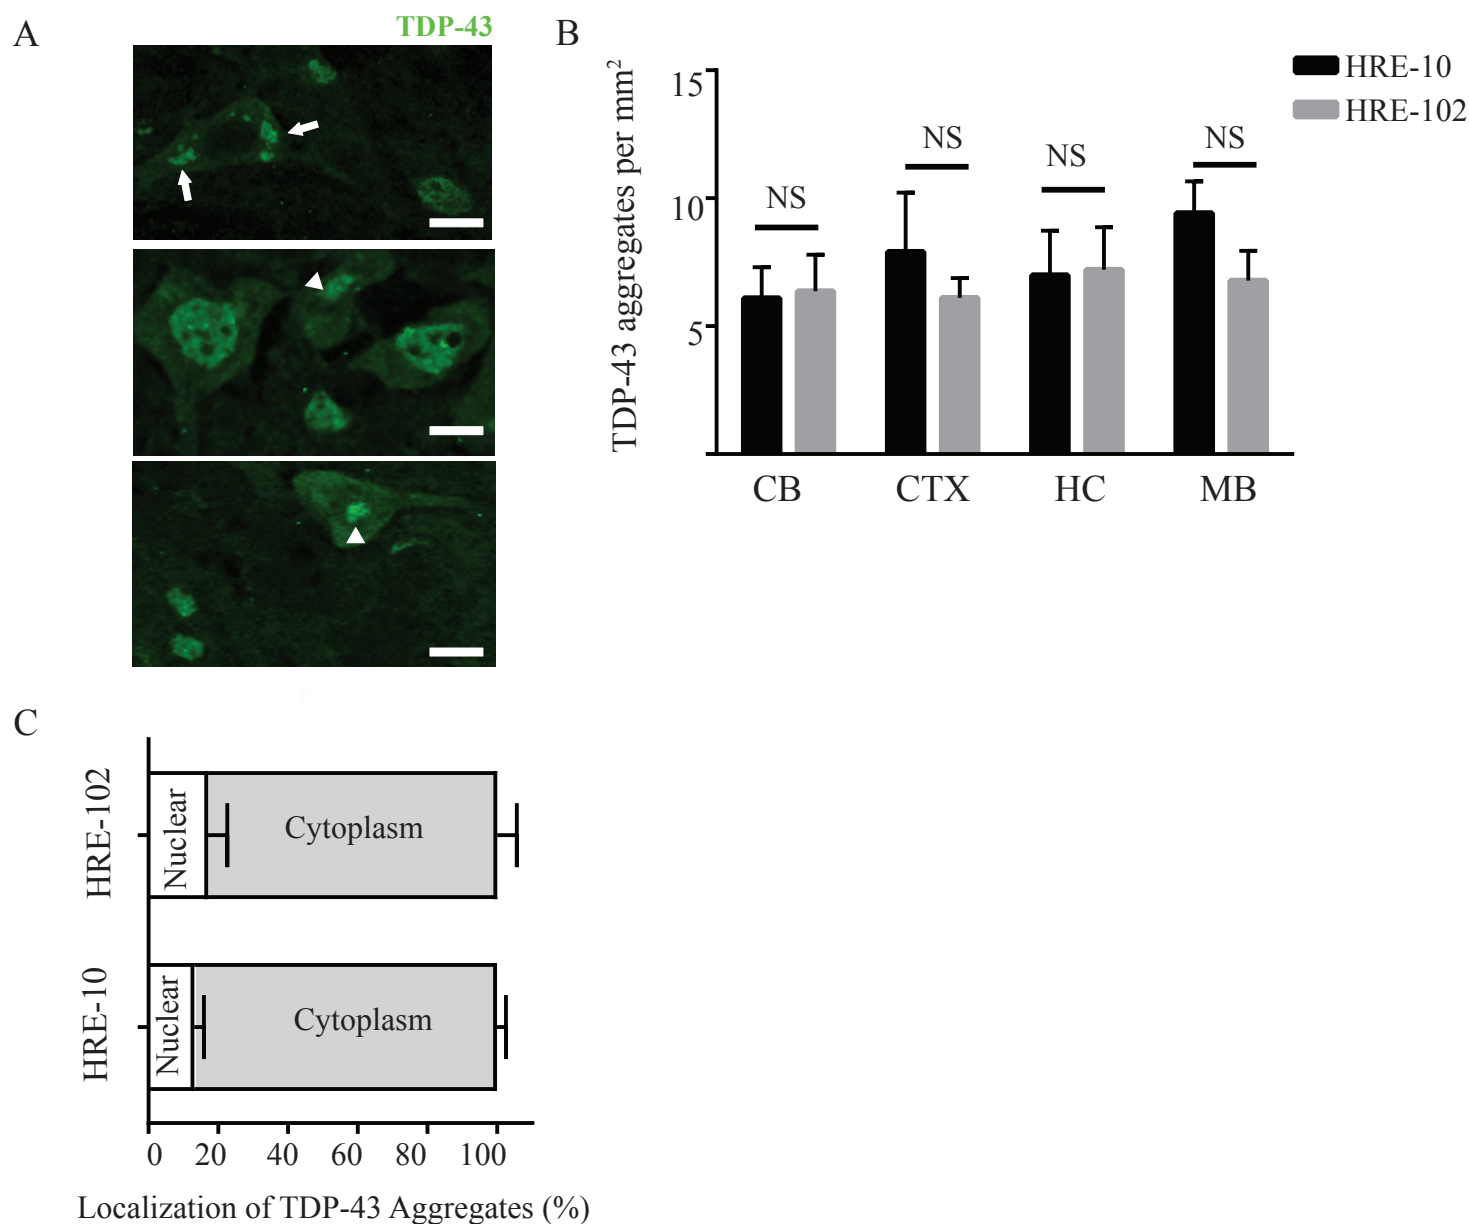 A
TDP-43
B
TDP-43 aggregates per mm²
15
10
5
NS
NS
NS
NS
CB
CTX
HC
MB
HRE-10
HRE-102
C
HRE-102
Nuclear
Cytoplasm
HRE-10
Nuclear
Cytoplasm
0 20 40 60 80 100
Localization of TDP-43 Aggregates (%)